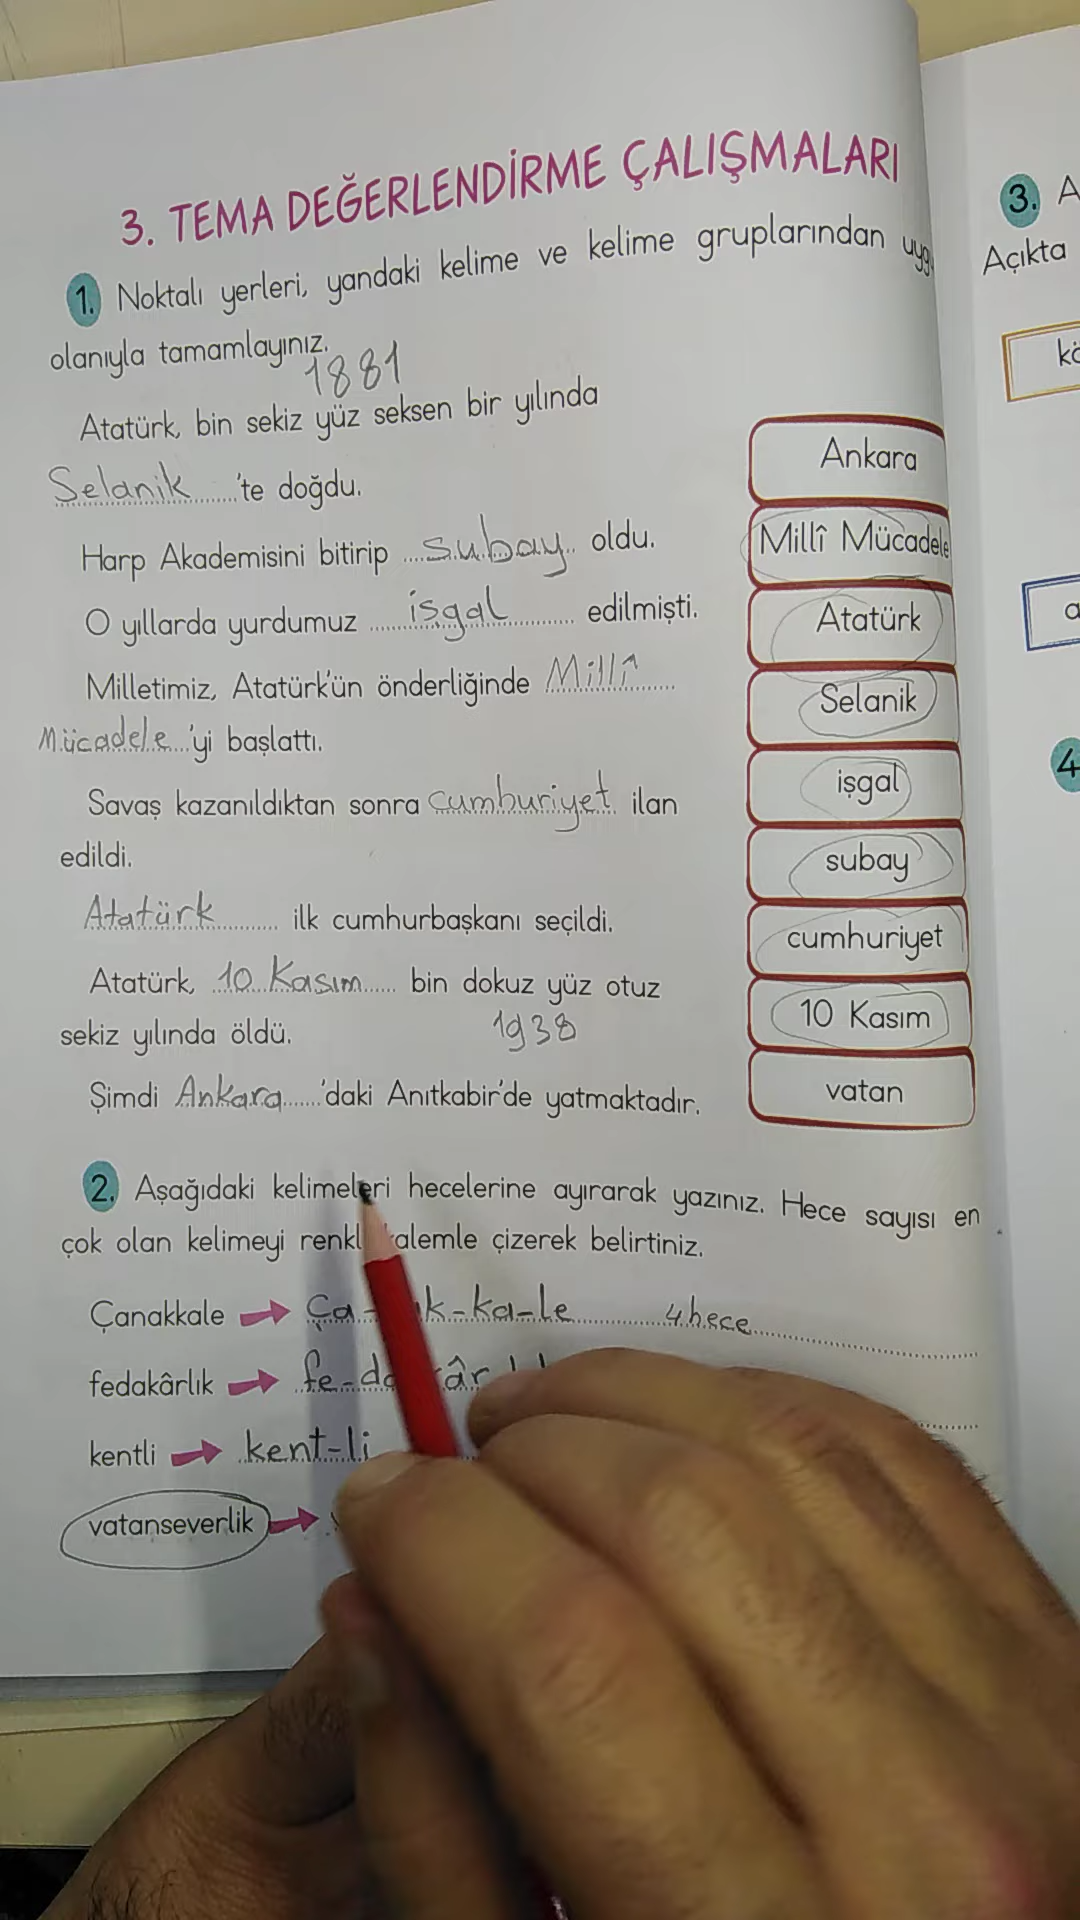 3. TEMA DEĞERLENDİRME ÇALIŞMALARI
1. Noktalı yerleri, yandaki kelime ve kelime gruplarından
olanıyla tamamlayınız.
1881
Atatürk, bin sekiz yüz seksen bir yılında
Selanik 'te doğdu.
Harp Akademisini bitirip subay oldu.
O yıllarda yurdumuz işgal edilmişti.
Milletimiz, Atatürk'ün önderliğinde Millî
Mücadele 'yi başlattı.
Savaş kazanıldıktan sonra cumhuriyet ilan
edildi.
Atatürk ilk cumhurbaşkanı seçildi.
Atatürk, 10 Kasım bin dokuz yüz otuz
sekiz yılında öldü. 1938
Şimdi Ankara 'daki Anıtkabir'de yatmaktadır.
Ankara
Millî Mücadele
Atatürk
Selanik
işgal
subay
cumhuriyet
10 Kasım
vatan
2. Aşağıdaki kelimeleri hecelerine ayırarak yazınız. Hece sayısı en
çok olan kelimeyi kalemle çizerek belirtiniz.
Çanakkale Ça- -ka-le 4 hece
fedakârlık fe-
kentli kent-li
vatanseverlik
3.
Açıkta
4